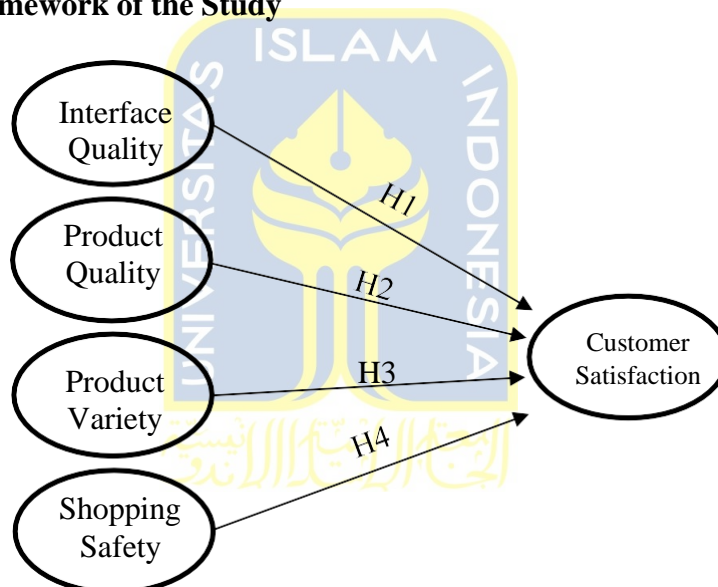 mework of the Study
ISLAM
UNIVERSITAS
INDONESIA
Interface
Quality
H1
Product
Quality
H2
Customer
Satisfaction
Product
Variety
H3
H4
Shopping
Safety